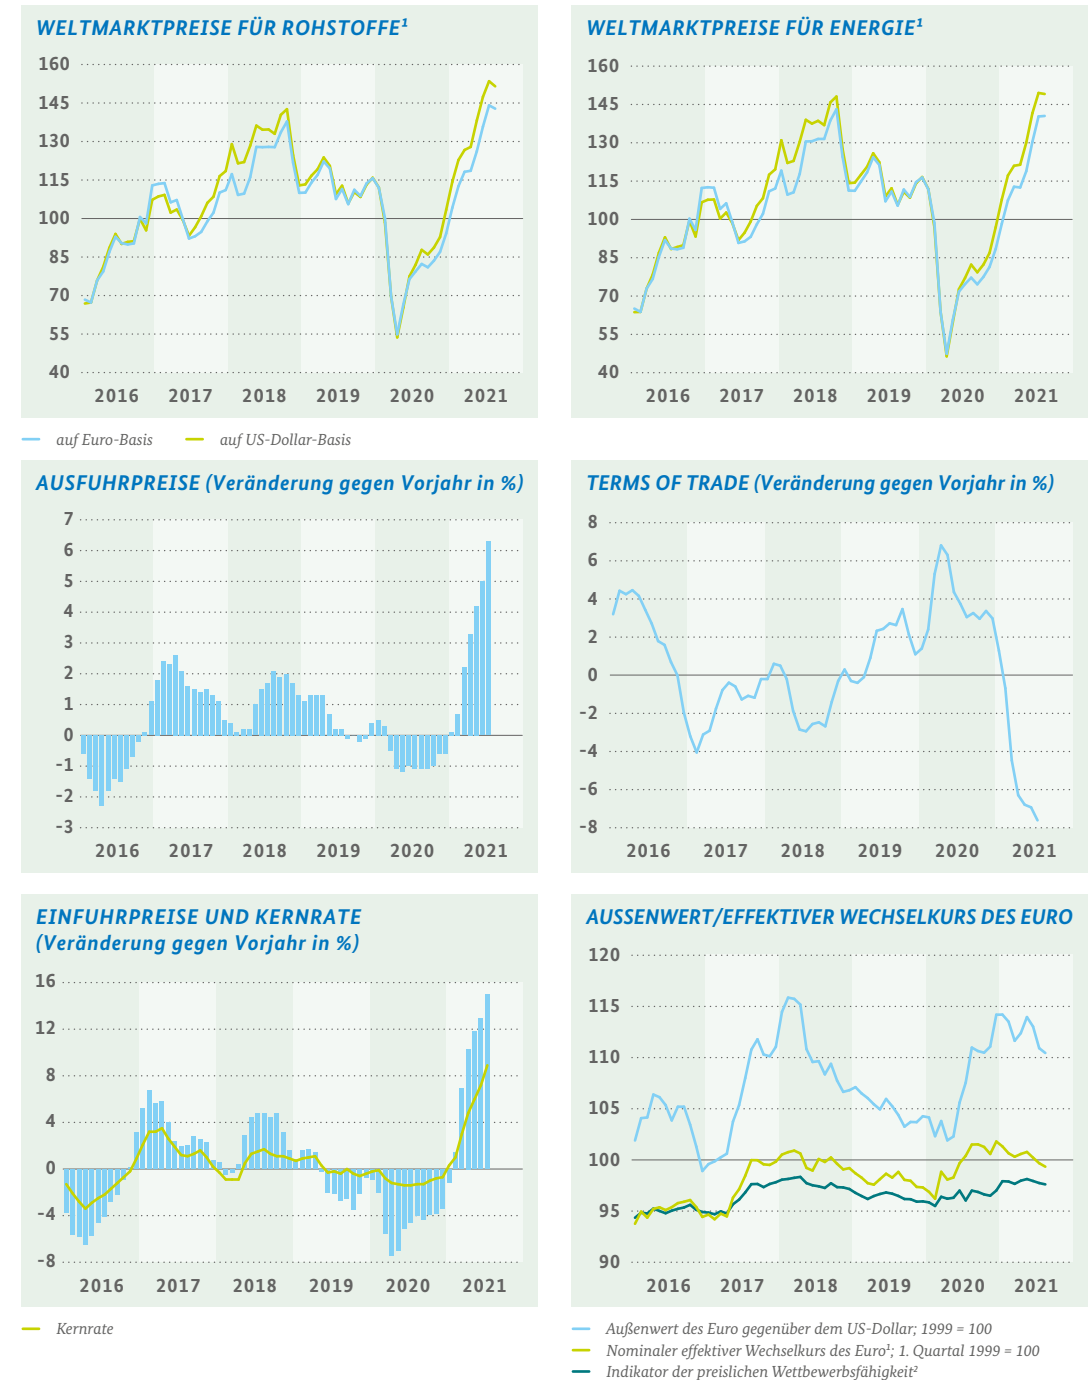 WELTMARKTPREISE FÜR ROHSTOFFE¹
160
145
130
115
100
85
70
55
40
2016 2017 2018 2019 2020 2021
auf Euro-Basis auf US-Dollar-Basis
WELTMARKTPREISE FÜR ENERGIE¹
160
145
130
115
100
85
70
55
40
2016 2017 2018 2019 2020 2021
AUSFUHRPREISE (Veränderung gegen Vorjahr in %)
7
6
5
4
3
2
1
0
-1
-2
-3
2016 2017 2018 2019 2020 2021
TERMS OF TRADE (Veränderung gegen Vorjahr in %)
8
6
4
2
0
-2
-4
-6
-8
2016 2017 2018 2019 2020 2021
EINFUHRPREISE UND KERNRATE
(Veränderung gegen Vorjahr in %)
16
12
8
4
0
-4
-8
2016 2017 2018 2019 2020 2021
Kernrate
AUSSENWERT/EFFEKTIVER WECHSELKURS DES EURO
120
115
110
105
100
95
90
2016 2017 2018 2019 2020 2021
Außenwert des Euro gegenüber dem US-Dollar; 1999 = 100
Nominaler effektiver Wechselkurs des Euro¹; 1. Quartal 1999 = 100
Indikator der preislichen Wettbewerbsfähigkeit²